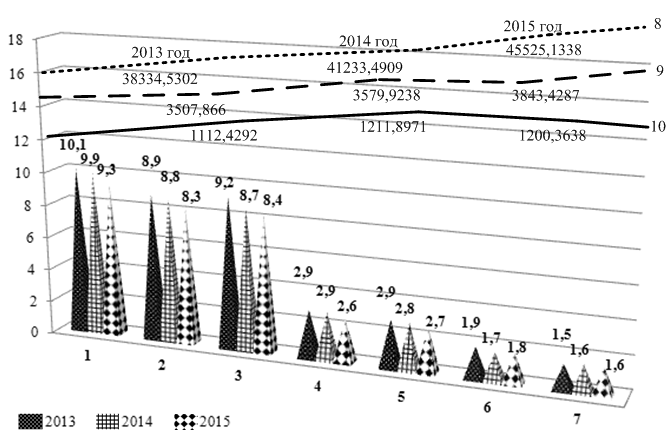 2015 год 8
2014 год
2013 год
45525,1338
41233,4909
38334,5302
9
3579,9238 3843,4287
3507,866
1112,4292 1211,8971 1200,3638 10
18
16
14
12
10
8
6
4
2
0
10,1 9,9 9,3
8,9 8,8 8,3
9,2 8,7 8,4
2,9 2,9 2,6
2,9 2,8 2,7
1,9 1,7 1,8
1,5 1,6 1,6
1 2 3 4 5 6 7
2013 2014 2015